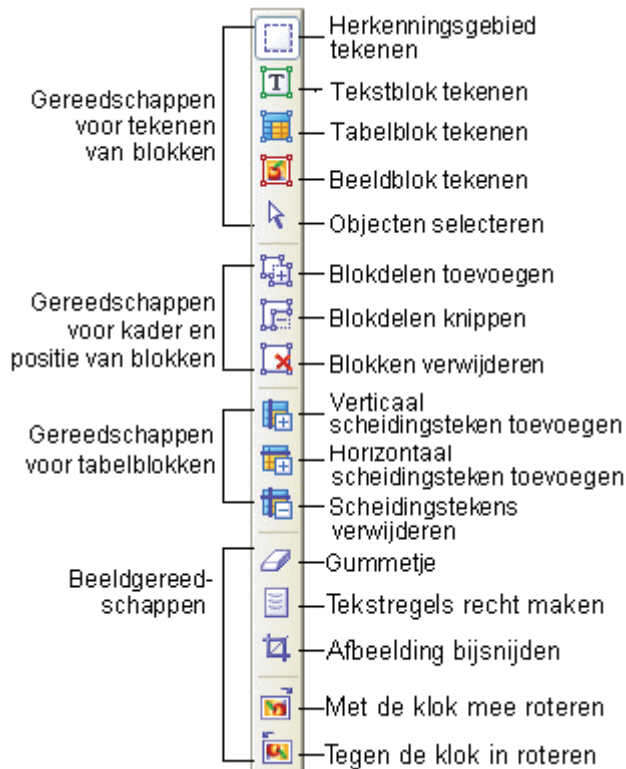 Gereedschappen
voor tekenen
van blokken
Herkenningsgebied
tekenen
Tekstblok tekenen
Tabelblok tekenen
Beeldblok tekenen
Objecten selecteren
Gereedschappen
voor kader en
positie van blokken
Blokdelen toevoegen
Blokdelen knippen
Blokken verwijderen
Gereedschappen
voor tabelblokken
Verticaal
scheidingsteken toevoegen
Horizontaal
scheidingsteken toevoegen
Scheidingstekens
verwijderen
Beeldgereed-
schappen
Gummetje
Tekstregels recht maken
Afbeelding bijsnijden
Met de klok mee roteren
Tegen de klok in roteren